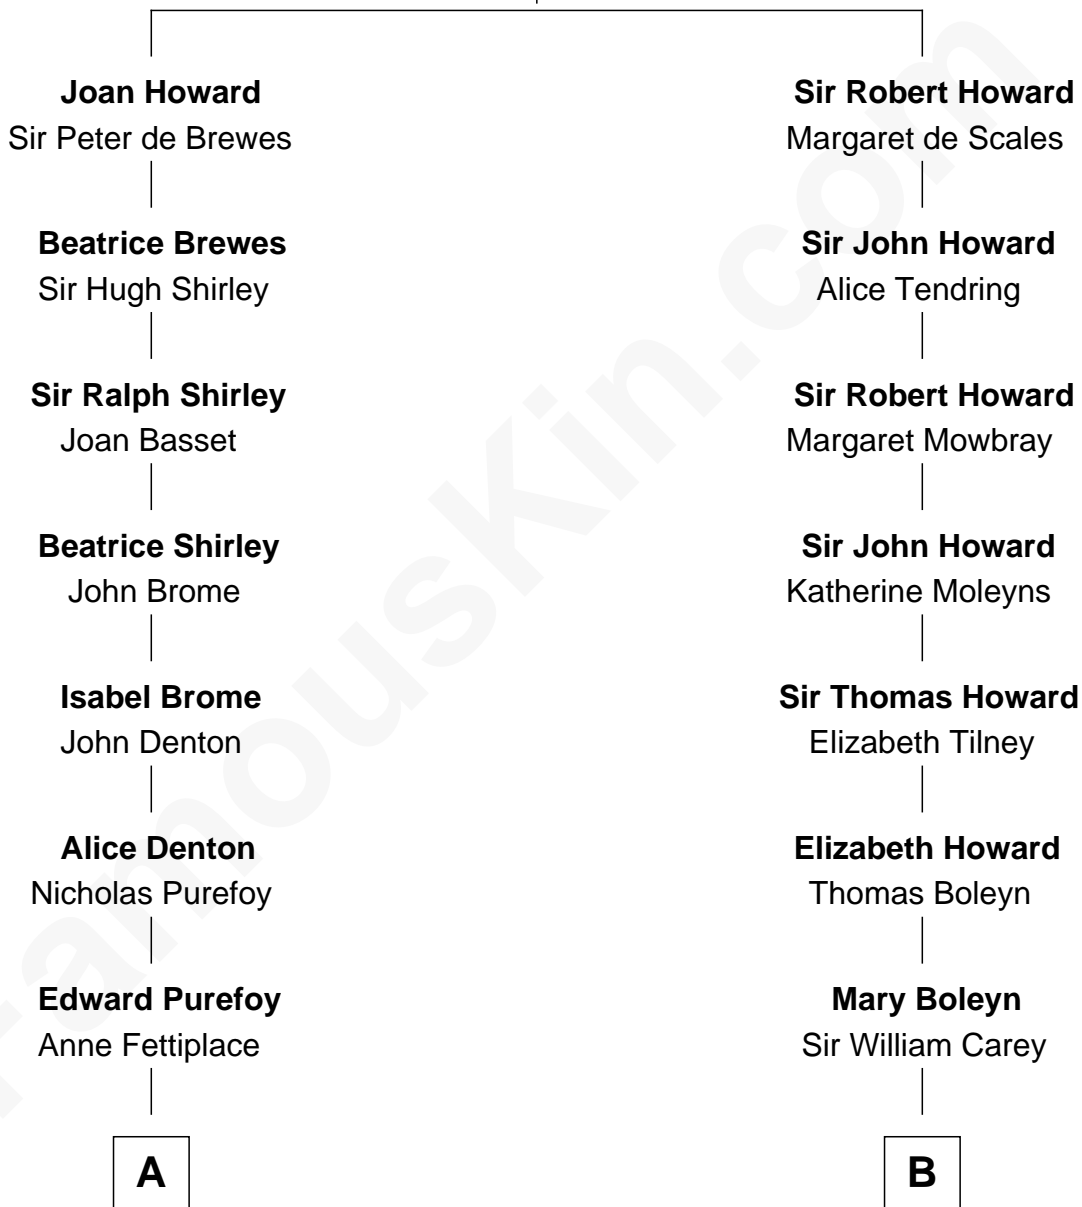 Joan Howard
Sir Peter de Brewes
Beatrice Brewes
Sir Hugh Shirley
Sir Ralph Shirley
Joan Basset
Beatrice Shirley
John Brome
Isabel Brome
John Denton
Alice Denton
Nicholas Purefoy
Edward Purefoy
Anne Fettiplace
A
Sir Robert Howard
Margaret de Scales
Sir John Howard
Alice Tendring
Sir Robert Howard
Margaret Mowbray
Sir John Howard
Katherine Moleyns
Sir Thomas Howard
Elizabeth Tilney
Elizabeth Howard
Thomas Boleyn
Mary Boleyn
Sir William Carey
B
FamousKin.com